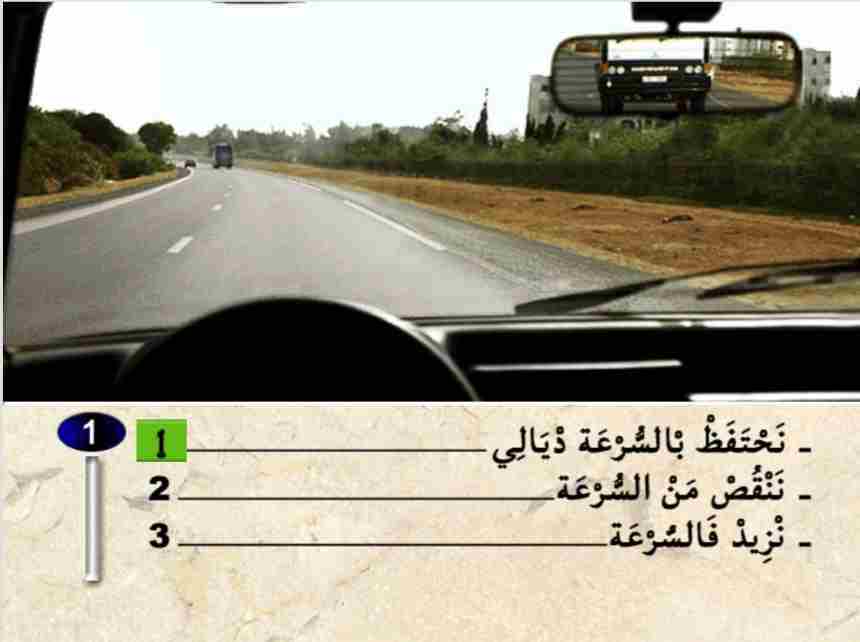 1
- نَحْتَفَظْ بْالسُّرْعَة دْيَالِي 1
- نَنْقُصْ مَنْ السُّرْعَة 2
- نْزِيدْ فَالسُرْعَة 3